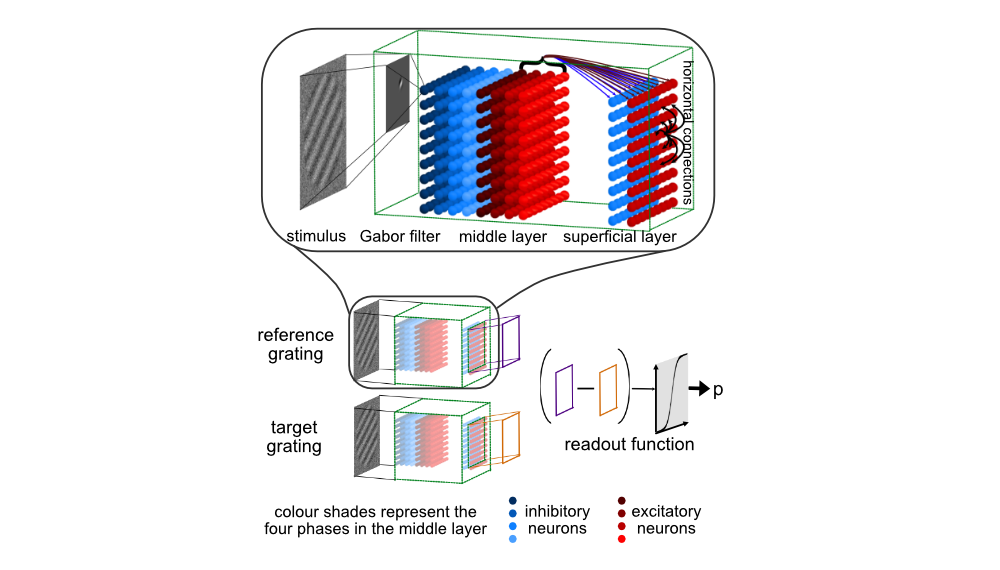 horizontal connections
stimulus Gabor filter middle layer superficial layer
reference
grating
target
grating
p
readout function
colour shades represent the
four phases in the middle layer
inhibitory
neurons
excitatory
neurons